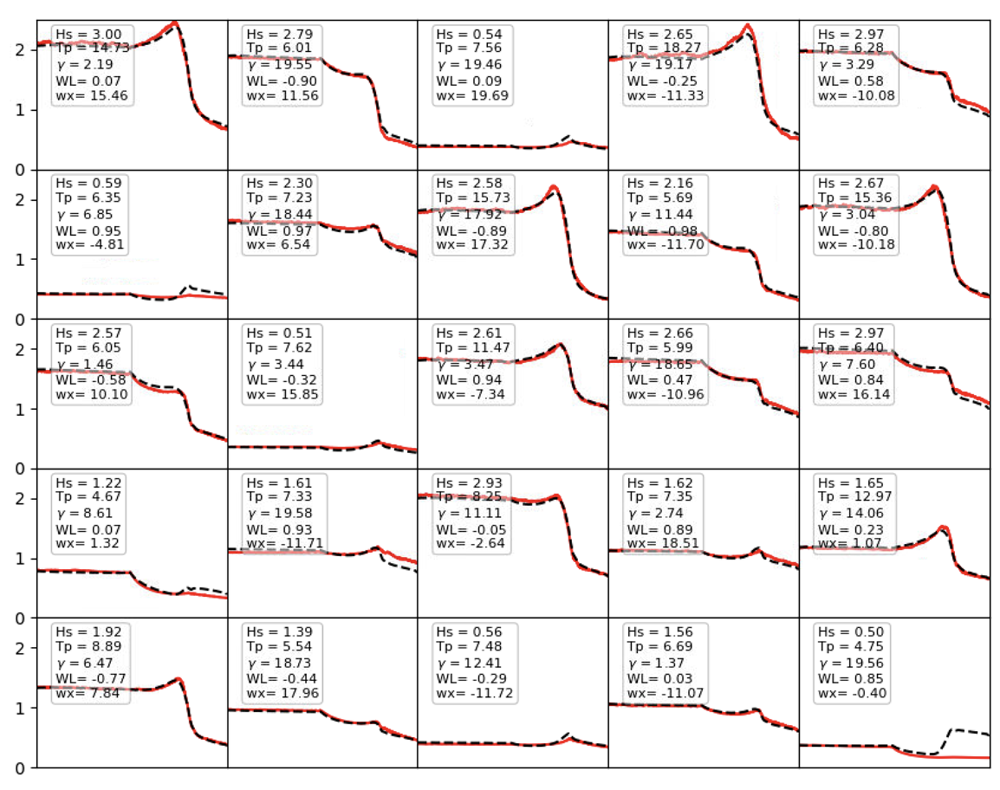 2
1
0
Hs = 3.00
Tp = 14.73
γ = 2.19
WL= 0.07
wx= 15.46
Hs = 2.79
Tp = 6.01
γ = 19.55
WL= -0.90
wx= 11.56
Hs = 0.54
Tp = 7.56
γ = 19.46
WL= 0.09
wx= 19.69
Hs = 2.65
Tp = 18.27
γ = 19.17
WL= -0.25
wx= -11.33
Hs = 2.97
Tp = 6.28
γ = 3.29
WL= 0.58
wx= -10.08
2
1
0
Hs = 0.59
Tp = 6.35
γ = 6.85
WL= 0.95
wx= -4.81
Hs = 2.30
Tp = 7.23
γ = 18.44
WL= 0.97
wx= 6.54
Hs = 2.58
Tp = 15.73
γ = 17.92
WL= -0.89
wx= 17.32
Hs = 2.16
Tp = 5.69
γ = 11.44
WL= -0.98
wx= -11.70
Hs = 2.67
Tp = 15.36
γ = 3.04
WL= -0.80
wx= -10.18
2
1
0
Hs = 2.57
Tp = 6.05
γ = 1.46
WL= -0.58
wx= 10.10
Hs = 0.51
Tp = 7.62
γ = 3.44
WL= -0.32
wx= 15.85
Hs = 2.61
Tp = 11.47
γ = 3.47
WL= 0.94
wx= -7.34
Hs = 2.66
Tp = 5.99
γ = 18.65
WL= 0.47
wx= -10.96
Hs = 2.97
Tp = 6.40
γ = 7.60
WL= 0.84
wx= 16.14
2
1
0
Hs = 1.22
Tp = 4.67
γ = 8.61
WL= 0.07
wx= 1.32
Hs = 1.61
Tp = 7.33
γ = 19.58
WL= 0.93
wx= -11.71
Hs = 2.93
Tp = 8.25
γ = 11.11
WL= -0.05
wx= -2.64
Hs = 1.62
Tp = 7.35
γ = 2.74
WL= 0.89
wx= 18.51
Hs = 1.65
Tp = 12.97
γ = 14.06
WL= 0.23
wx= 1.07
2
1
0
Hs = 1.92
Tp = 8.89
γ = 6.47
WL= -0.77
wx= 7.84
Hs = 1.39
Tp = 5.54
γ = 18.73
WL= -0.44
wx= 17.96
Hs = 0.56
Tp = 7.48
γ = 12.41
WL= -0.29
wx= -11.72
Hs = 1.56
Tp = 6.69
γ = 1.37
WL= 0.03
wx= -11.07
Hs = 0.50
Tp = 4.75
γ = 19.56
WL= 0.85
wx= -0.40